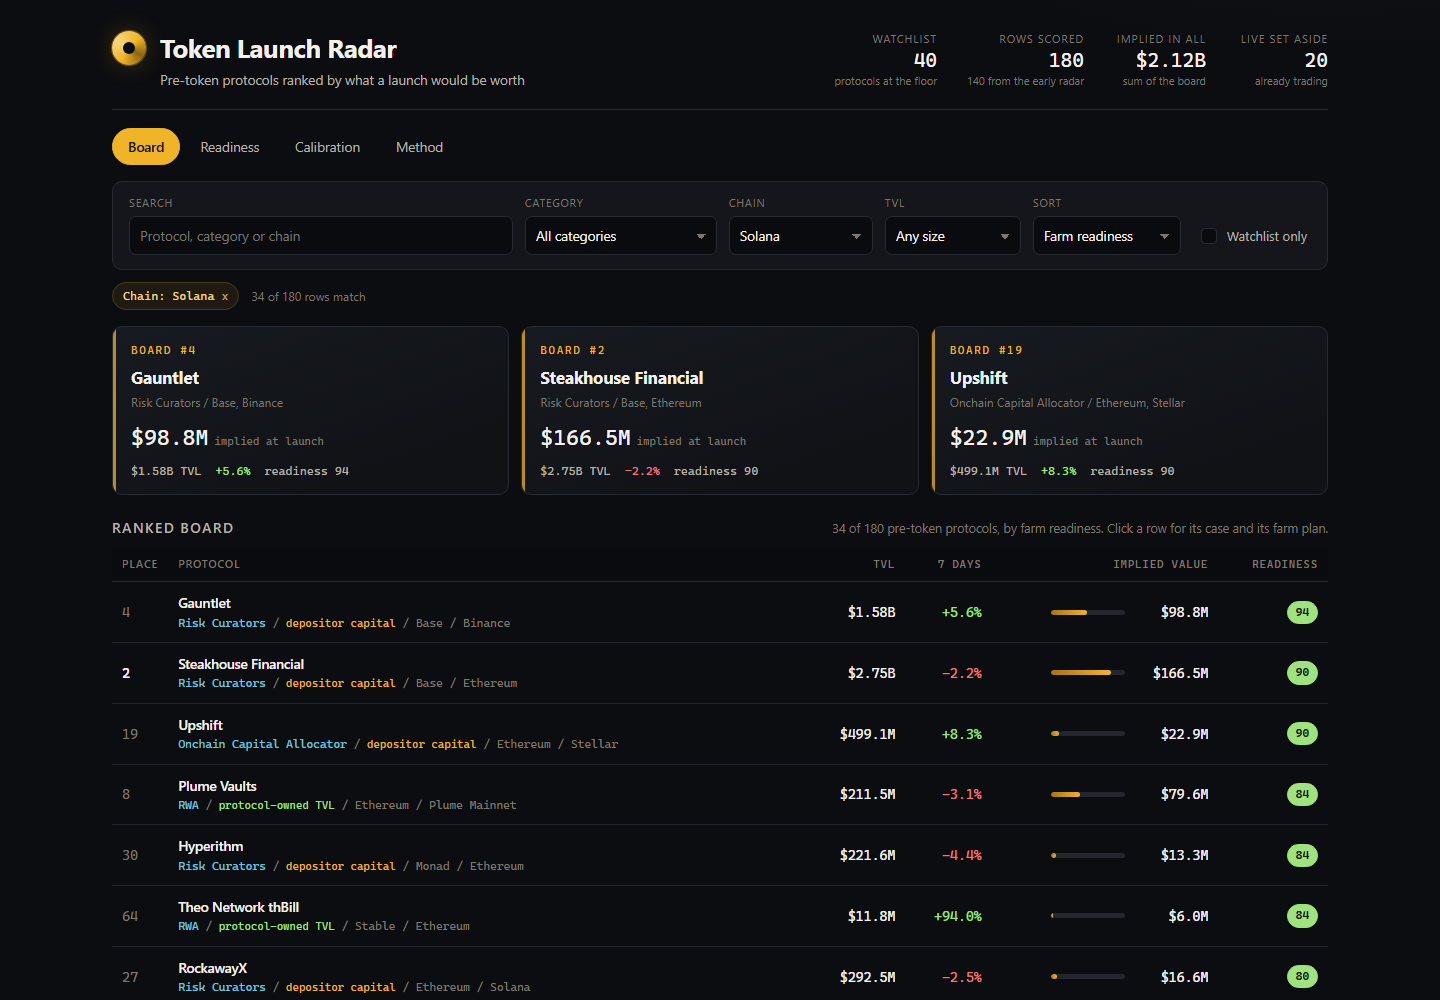 Token Launch Radar
Pre-token protocols ranked by what a launch would be worth
WATCHLIST
40
protocols at the floor
ROWS SCORED
180
140 from the early radar
IMPLIED IN ALL
$2.12B
sum of the board
LIVE SET ASIDE
20
already trading
Board Readiness Calibration Method
SEARCH CATEGORY CHAIN TVL SORT
Protocol, category or chain All categories Solana Any size Farm readiness Watchlist only
Chain: Solana x 34 of 180 rows match
BOARD #4
Gauntlet
Risk Curators / Base, Binance
$98.8M implied at launch
$1.58B TVL +5.6% readiness 94
BOARD #2
Steakhouse Financial
Risk Curators / Base, Ethereum
$166.5M implied at launch
$2.75B TVL −2.2% readiness 90
BOARD #19
Upshift
Onchain Capital Allocator / Ethereum, Stellar
$22.9M implied at launch
$499.1M TVL +8.3% readiness 90
RANKED BOARD 34 of 180 pre-token protocols, by farm readiness. Click a row for its case and its farm plan.
PLACE PROTOCOL TVL 7 DAYS IMPLIED VALUE READINESS
4 Gauntlet $1.58B +5.6% $98.8M 94
Risk Curators / depositor capital / Base / Binance
2 Steakhouse Financial $2.75B −2.2% $166.5M 90
Risk Curators / depositor capital / Base / Ethereum
19 Upshift $499.1M +8.3% $22.9M 90
Onchain Capital Allocator / depositor capital / Ethereum / Stellar
8 Plume Vaults $211.5M −3.1% $79.6M 84
RWA / protocol-owned TVL / Ethereum / Plume Mainnet
30 Hyperithm $221.6M −4.4% $13.3M 84
Risk Curators / depositor capital / Monad / Ethereum
64 Theo Network thBill $11.8M +94.0% $6.0M 84
RWA / protocol-owned TVL / Stable / Ethereum
27 RockawayX $292.5M −2.5% $16.6M 80
Risk Curators / depositor capital / Ethereum / Solana